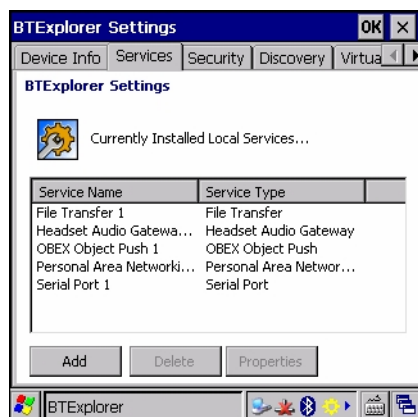 BTExplorer Settings OK
Device Info Services Security Discovery Virtua
BTExplorer Settings
Currently Installed Local Services...
Service Name Service Type
File Transfer 1 File Transfer
Headset Audio Gatewa... Headset Audio Gateway
OBEX Object Push 1 OBEX Object Push
Personal Area Networki... Personal Area Networ...
Serial Port 1 Serial Port
Add Delete Properties
BTExplorer